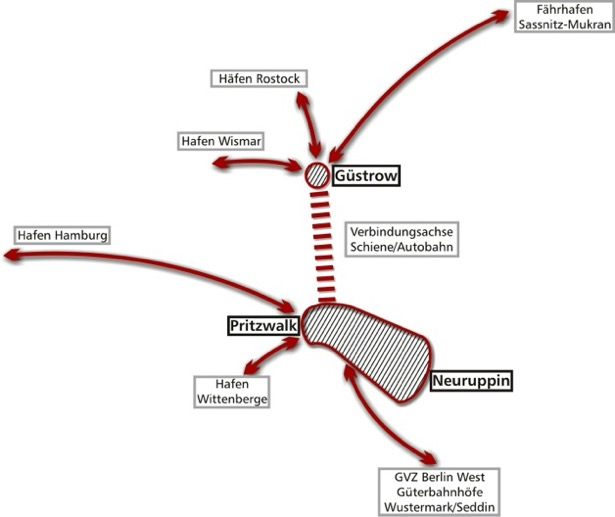 Fährhafen
Sassnitz-Mukran
Häfen Rostock
Hafen Wismar
Güstrow
Hafen Hamburg
Verbindungsachse
Schiene/Autobahn
Pritzwalk
Hafen
Wittenberge
Neuruppin
GVZ Berlin West
Güterbahnhöfe
Wustermark/Seddin